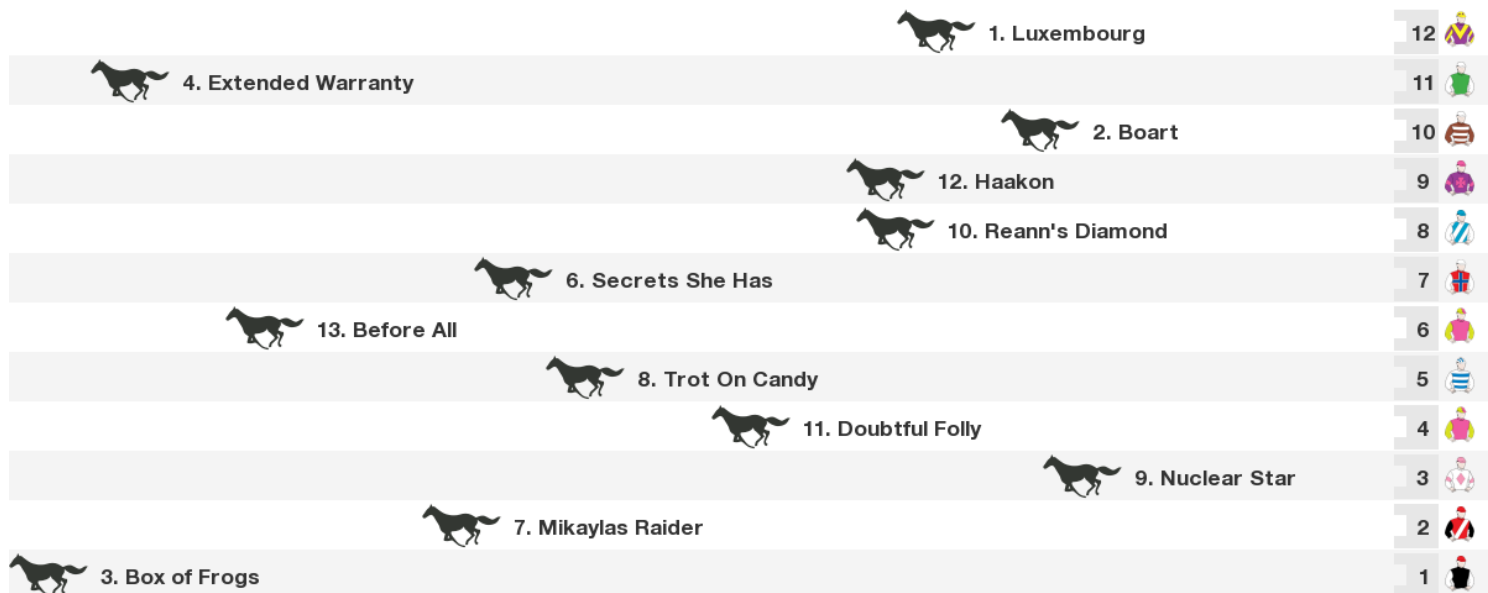 1. Luxembourg 12
4. Extended Warranty 11
2. Boart 10
12. Haakon 9
10. Reann's Diamond 8
6. Secrets She Has 7
13. Before All 6
8. Trot On Candy 5
11. Doubtful Folly 4
9. Nuclear Star 3
7. Mikaylas Raider 2
3. Box of Frogs 1